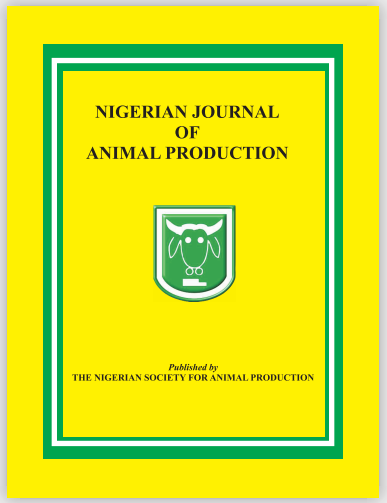 NIGERIAN JOURNAL
OF
ANIMAL PRODUCTION
Published by
THE NIGERIAN SOCIETY FOR ANIMAL PRODUCTION